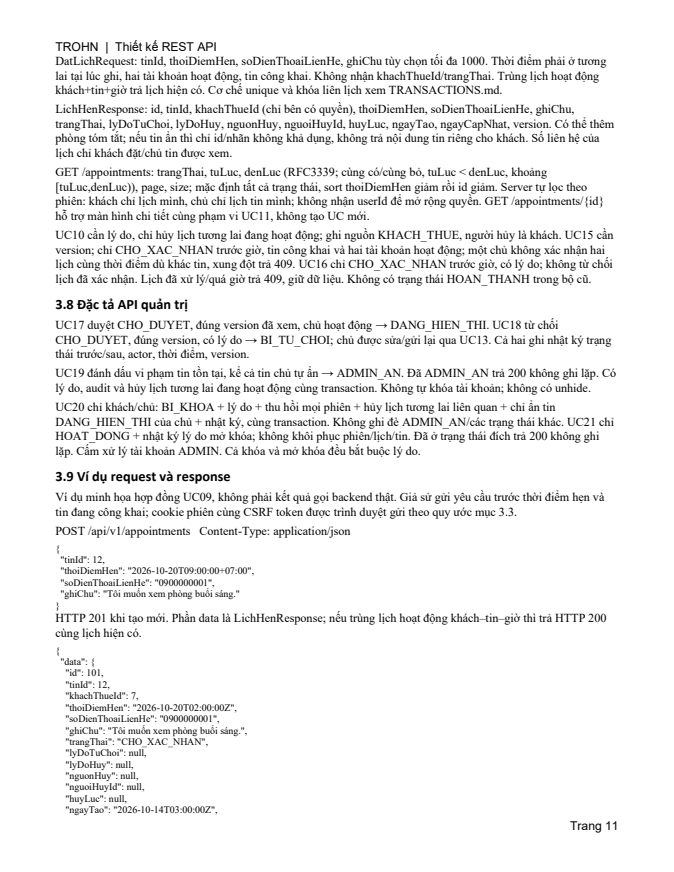 TROHN | Thiết kế REST API
DatLichRequest: tinId, thoiDiemHen, soDienThoaiLienHe, ghiChu tùy chọn tối đa 1000. Thời điểm phải ở tương
lai tại lúc ghi, hai tài khoản hoạt động, tin công khai. Không nhận khachThueId/trangThai. Trùng lịch hoạt động
khách+tin+giờ trả lịch hiện có. Cơ chế unique và khóa liên lịch xem TRANSACTIONS.md.
LichHenResponse: id, tinId, khachThueId (chỉ bên có quyền), thoiDiemHen, soDienThoaiLienHe, ghiChu,
trangThai, lyDoTuChoi, lyDoHuy, nguonHuy, nguoiHuyId, huyLuc, ngayTao, ngayCapNhat, version. Có thể thêm
phòng tóm tắt; nếu tin ẩn thì chỉ id/nhãn không khả dụng, không trả nội dung tin riêng cho khách. Số liên hệ của
lịch chỉ khách đặt/chủ tin được xem.
GET /appointments: trangThai, tuLuc, denLuc (RFC3339; cùng có/cùng bỏ, tuLuc < denLuc, khoảng
[tuLuc,denLuc)), page, size; mặc định tất cả trạng thái, sort thoiDiemHen giảm rồi id giảm. Server tự lọc theo
phiên: khách chỉ lịch mình, chủ chỉ lịch tin mình; không nhận userId để mở rộng quyền. GET /appointments/{id}
hỗ trợ màn hình chi tiết cùng phạm vi UC11, không tạo UC mới.
UC10 cần lý do, chỉ hủy lịch tương lai đang hoạt động; ghi nguồn KHACH_THUE, người hủy là khách. UC15 cần
version; chỉ CHO_XAC_NHAN trước giờ, tin công khai và hai tài khoản hoạt động; một chủ không xác nhận hai
lịch cùng thời điểm dù khác tin, xung đột trả 409. UC16 chỉ CHO_XAC_NHAN trước giờ, có lý do; không từ chối
lịch đã xác nhận. Lịch đã xử lý/quá giờ trả 409, giữ dữ liệu. Không có trạng thái HOAN_THANH trong bộ cũ.
3.8 Đặc tả API quản trị
UC17 duyệt CHO_DUYET, đúng version đã xem, chủ hoạt động → DANG_HIEN_THI. UC18 từ chối
CHO_DUYET, đúng version, có lý do → BI_TU_CHOI; chủ được sửa/gửi lại qua UC13. Cả hai ghi nhật ký trạng
thái trước/sau, actor, thời điểm, version.
UC19 đánh dấu vi phạm tin tồn tại, kể cả tin chủ tự ẩn → ADMIN_AN. Đã ADMIN_AN trả 200 không ghi lặp. Có
lý do, audit và hủy lịch tương lai đang hoạt động cùng transaction. Không tự khóa tài khoản; không có unhide.
UC20 chỉ khách/chủ: BI_KHOA + lý do + thu hồi mọi phiên + hủy lịch tương lai liên quan + chỉ ẩn tin
DANG_HIEN_THI của chủ + nhật ký, cùng transaction. Không ghi đè ADMIN_AN/các trạng thái khác. UC21 chỉ
HOAT_DONG + nhật ký lý do mở khóa; không khôi phục phiên/lịch/tin. Đã ở trạng thái đích trả 200 không ghi
lặp. Cấm xử lý tài khoản ADMIN. Cả khóa và mở khóa đều bắt buộc lý do.
3.9 Ví dụ request và response
Ví dụ minh họa hợp đồng UC09, không phải kết quả gọi backend thật. Giả sử gửi yêu cầu trước thời điểm hẹn và
tin đang công khai; cookie phiên cùng CSRF token được trình duyệt gửi theo quy ước mục 3.3.
POST /api/v1/appointments Content-Type: application/json
{
"tinId": 12,
"thoiDiemHen": "2026-10-20T09:00:00+07:00",
"soDienThoaiLienHe": "0900000001",
"ghiChu": "Tôi muốn xem phòng buổi sáng."
}
HTTP 201 khi tạo mới. Phần data là LichHenResponse; nếu trùng lịch hoạt động khách–tin–giờ thì trả HTTP 200
cùng lịch hiện có.
{
"data": {
"id": 101,
"tinId": 12,
"khachThueId": 7,
"thoiDiemHen": "2026-10-20T02:00:00Z",
"soDienThoaiLienHe": "0900000001",
"ghiChu": "Tôi muốn xem phòng buổi sáng.",
"trangThai": "CHO_XAC_NHAN",
"lyDoTuChoi": null,
"lyDoHuy": null,
"nguonHuy": null,
"nguoiHuyId": null,
"huyLuc": null,
"ngayTao": "2026-10-14T03:00:00Z",
Trang 11